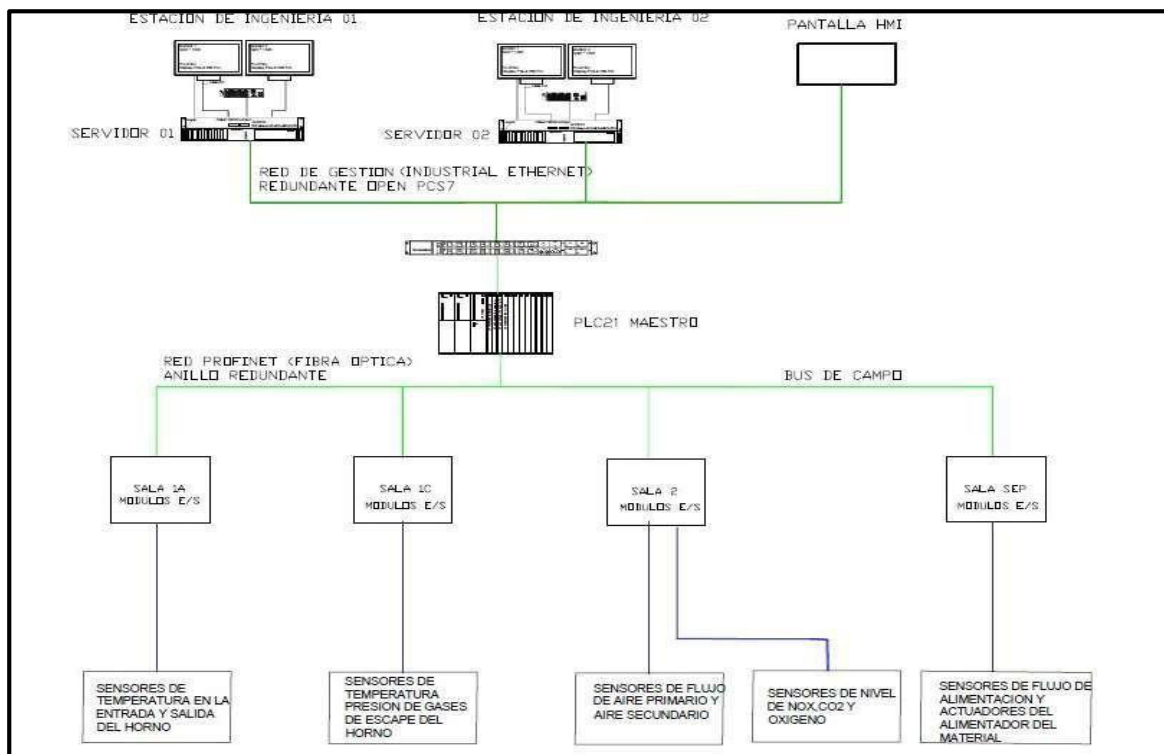 ESTACIÓN DE INGENIERÍA 01
ESTACION DE INGENIERIA 02
PANTALLA HMI
SERVIDOR 01
SERVIDOR 02
RED DE GESTION (INDUSTRIAL ETHERNET)
REDUNDANTE OPEN PCS7
PLC21 MAESTRO
RED PROFINET (FIBRA OPTICA)
ANILLO REDUNDANTE
BUS DE CAMPO
SALA 1A
MODULOS E/S
SALA 1C
MODULOS E/S
SALA 2
MODULOS E/S
SALA SEP
MODULOS E/S
SENSORES DE
TEMPERATURA EN LA
ENTRADA Y SALIDA
DEL HORNO
SENSORES DE
TEMPERATURA
PRESION DE GASES
DE ESCAPE DEL
HORNO
SENSORES DE FLUJO
DE AIRE PRIMARIO Y
AIRE SECUNDARIO
SENSORES DE NIVEL
DE NOX,CO2 Y
OXIGENO
SENSORES DE FLUJO DE
ALIMENTACION Y
ACTUADORES DEL
ALIMENTADOR DEL
MATERIAL